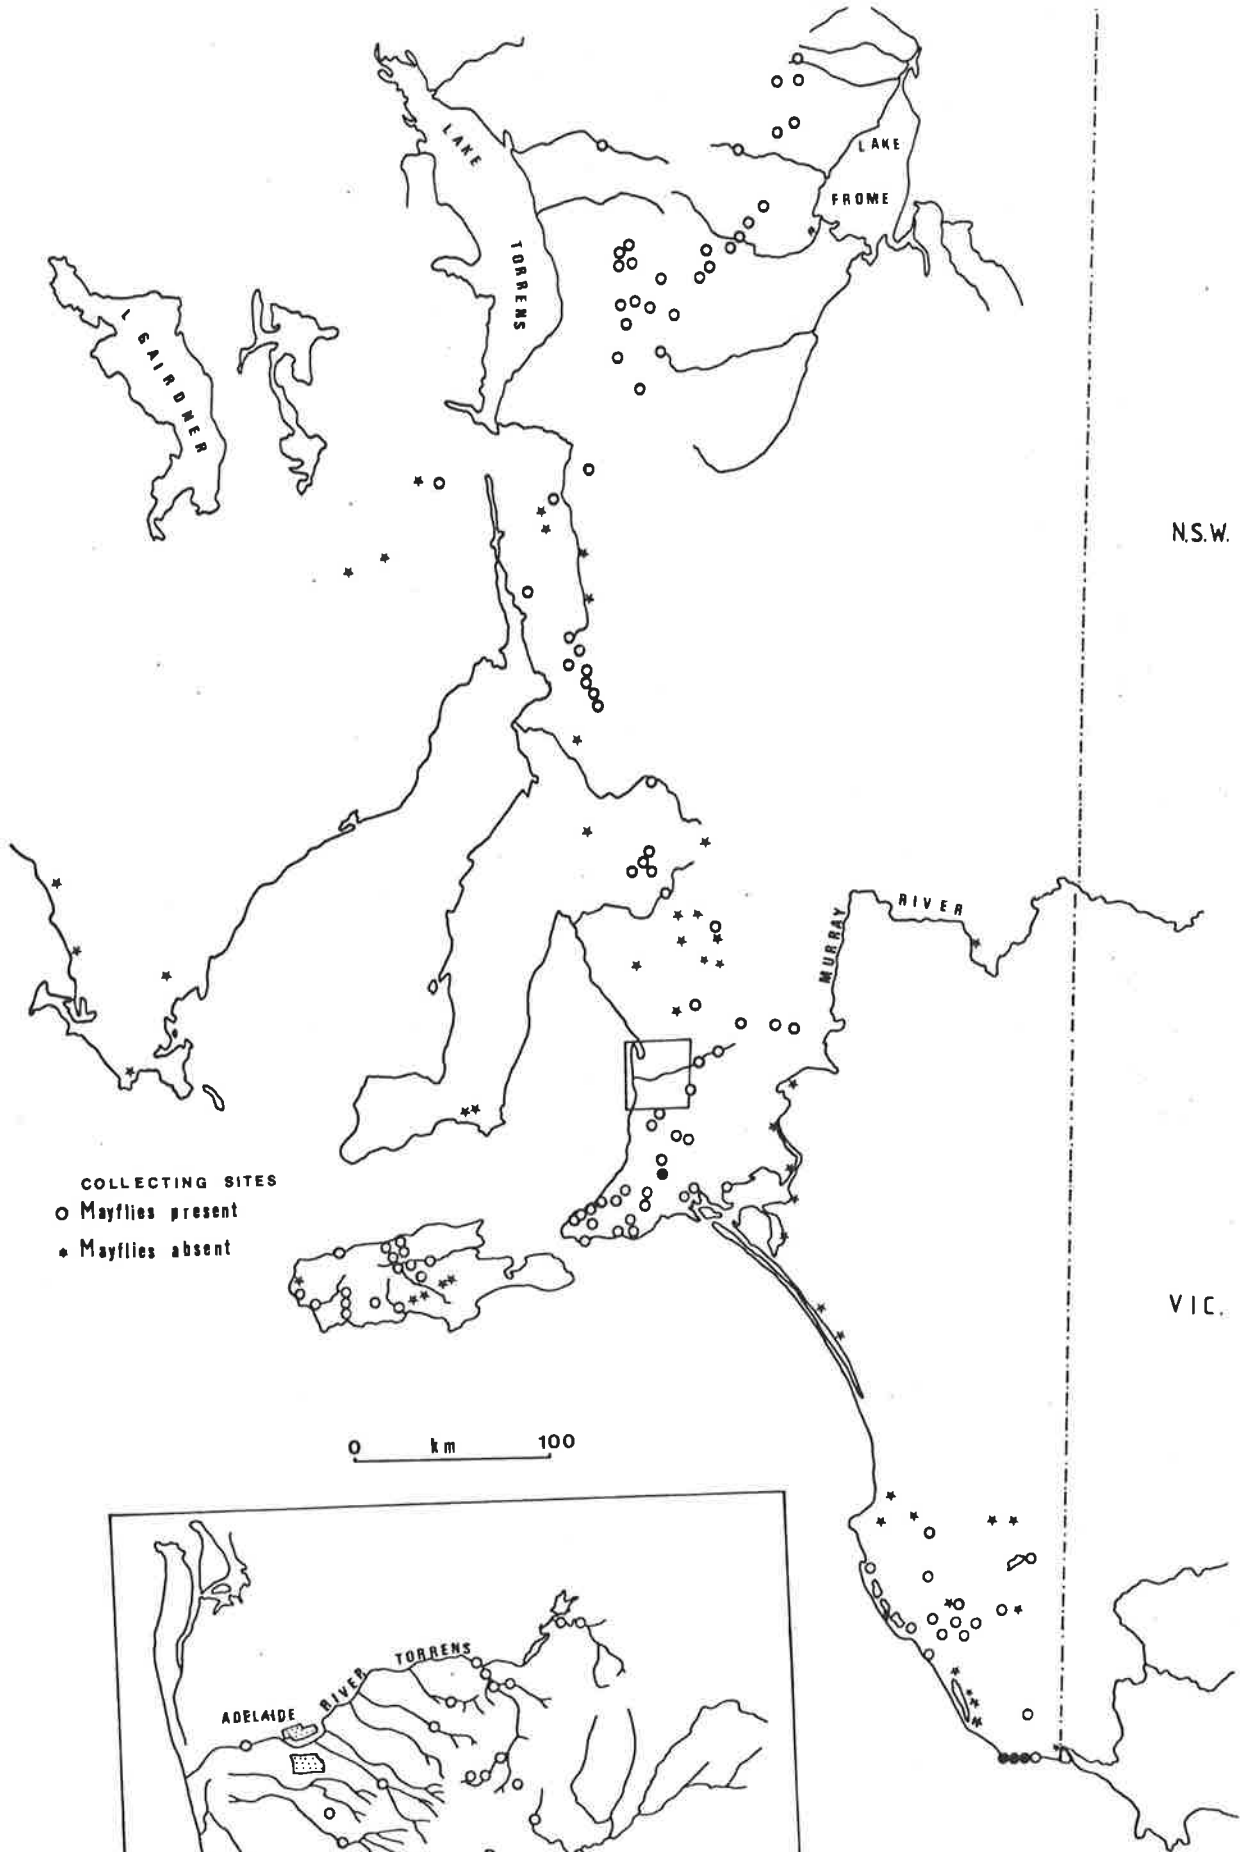 LAKE
TORRENS
LAKE
FROME
L GAIRDNER
N.S.W.
MURRAY
RIVER
COLLECTING SITES
Mayflies present
Mayflies absent
VIC.
0 km 100
ADELAIDE
RIVER
TORRENS